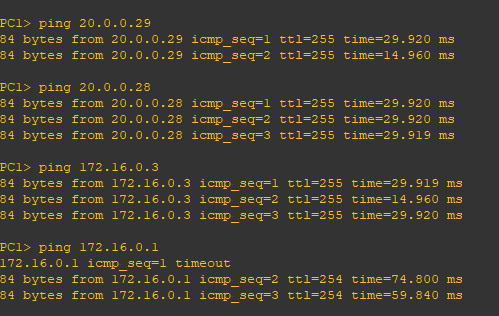 PC1> ping 20.0.0.29
84 bytes from 20.0.0.29 icmp_seq=1 ttl=255 time=29.920 ms
84 bytes from 20.0.0.29 icmp_seq=2 ttl=255 time=14.960 ms
PC1> ping 20.0.0.28
84 bytes from 20.0.0.28 icmp_seq=1 ttl=255 time=29.920 ms
84 bytes from 20.0.0.28 icmp_seq=2 ttl=255 time=29.920 ms
84 bytes from 20.0.0.28 icmp_seq=3 ttl=255 time=29.919 ms
PC1> ping 172.16.0.3
84 bytes from 172.16.0.3 icmp_seq=1 ttl=255 time=29.919 ms
84 bytes from 172.16.0.3 icmp_seq=2 ttl=255 time=14.960 ms
84 bytes from 172.16.0.3 icmp_seq=3 ttl=255 time=29.920 ms
PC1> ping 172.16.0.1
172.16.0.1 icmp_seq=1 timeout
84 bytes from 172.16.0.1 icmp_seq=2 ttl=254 time=74.800 ms
84 bytes from 172.16.0.1 icmp_seq=3 ttl=254 time=59.840 ms